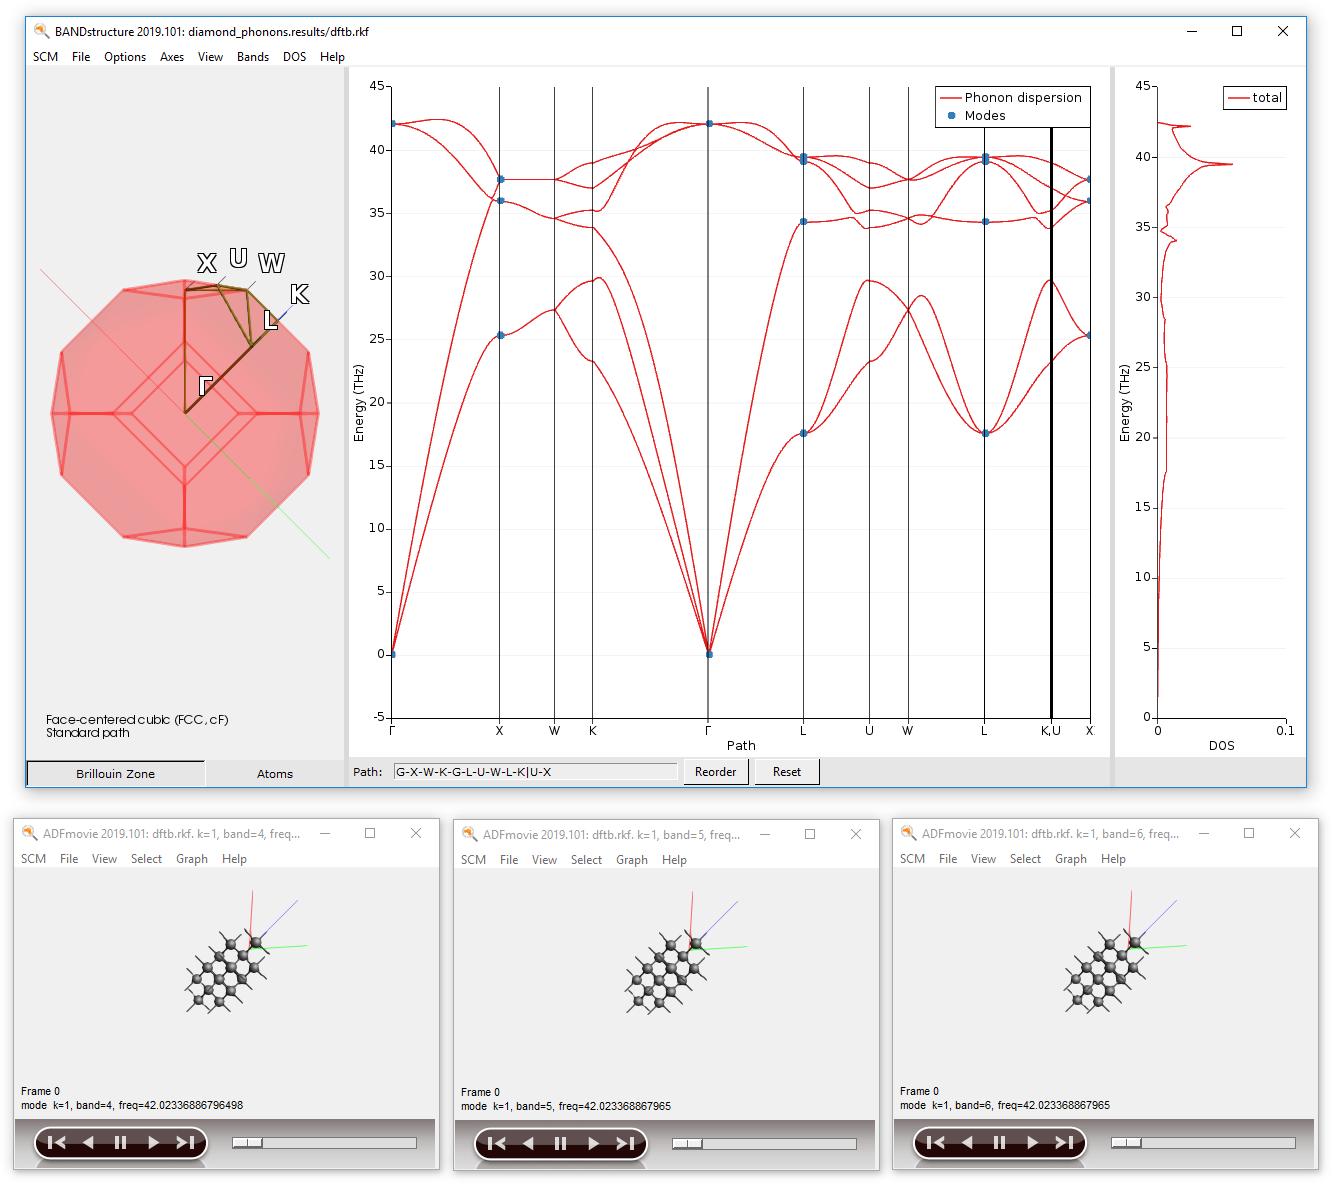 BANDstructure 2019.101: diamond_phonons.results/dftb.rkf
SCM File Options Axes View Bands DOS Help
X U W
K
L
Γ
Face-centered cubic (FCC, cF)
Standard path
Brillouin Zone Atoms
45
40
35
30
25
20
15
10
5
0
-5
Energy (THz)
Phonon dispersion
Modes
Γ X W K Γ L U W L K,U X
Path
Path: G-X-W-K-G-L-U-W-L-K|U-X Reorder Reset
45
40
35
30
25
20
15
10
5
0
Energy (THz)
total
0 0.1
DOS
ADFmovie 2019.101: dftb.rkf. k=1, band=4, freq...
SCM File View Select Graph Help
Frame 0
mode k=1, band=4, freq=42.02336886796498
ADFmovie 2019.101: dftb.rkf. k=1, band=5, freq...
SCM File View Select Graph Help
Frame 0
mode k=1, band=5, freq=42.023368867965
ADFmovie 2019.101: dftb.rkf. k=1, band=6, freq...
SCM File View Select Graph Help
Frame 0
mode k=1, band=6, freq=42.023368867965